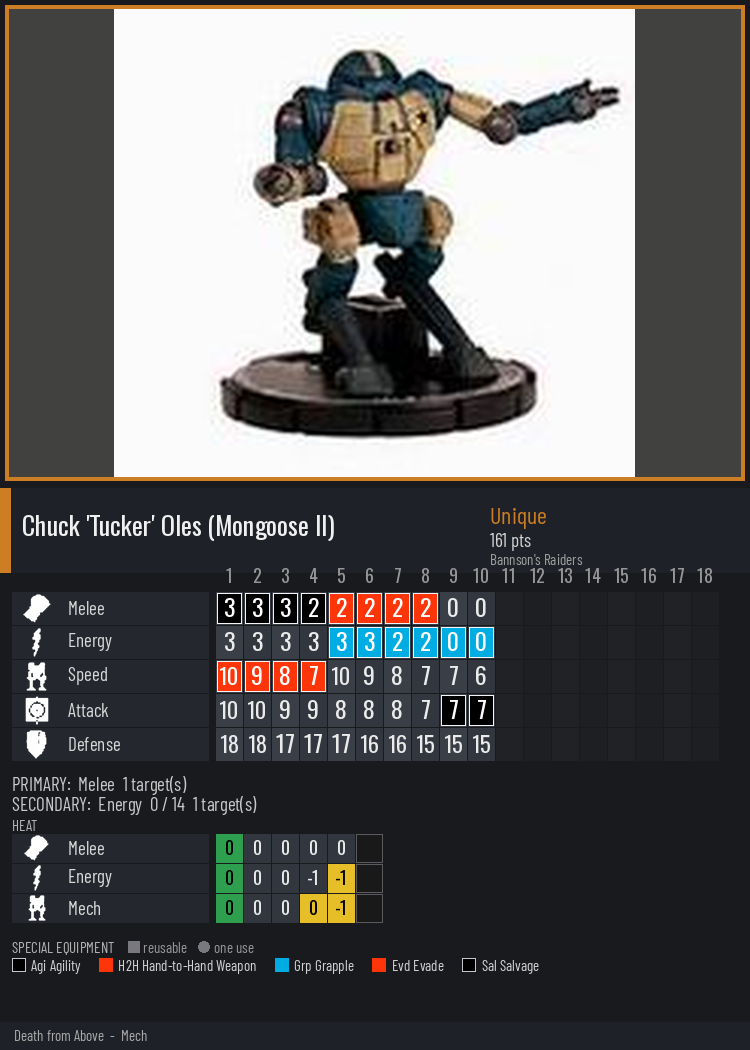 Chuck 'Tucker' Oles (Mongoose II)
Unique
161 pts
Bannson's Raiders
1 2 3 4 5 6 7 8 9 10 11 12 13 14 15 16 17 18
Melee 3 3 3 2 2 2 2 2 0 0
Energy 3 3 3 3 3 3 2 2 0 0
Speed 10 9 8 7 10 9 8 7 7 6
Attack 10 10 9 9 8 8 8 7 7 7
Defense 18 18 17 17 17 16 16 15 15 15
PRIMARY: Melee 1 target(s)
SECONDARY: Energy 0 / 14 1 target(s)
HEAT
Melee 0 0 0 0 0
Energy 0 0 0 -1 -1
Mech 0 0 0 0 -1
SPECIAL EQUIPMENT reusable one use
Agi Agility H2H Hand-to-Hand Weapon Grp Grapple Evd Evade Sal Salvage
Death from Above - Mech